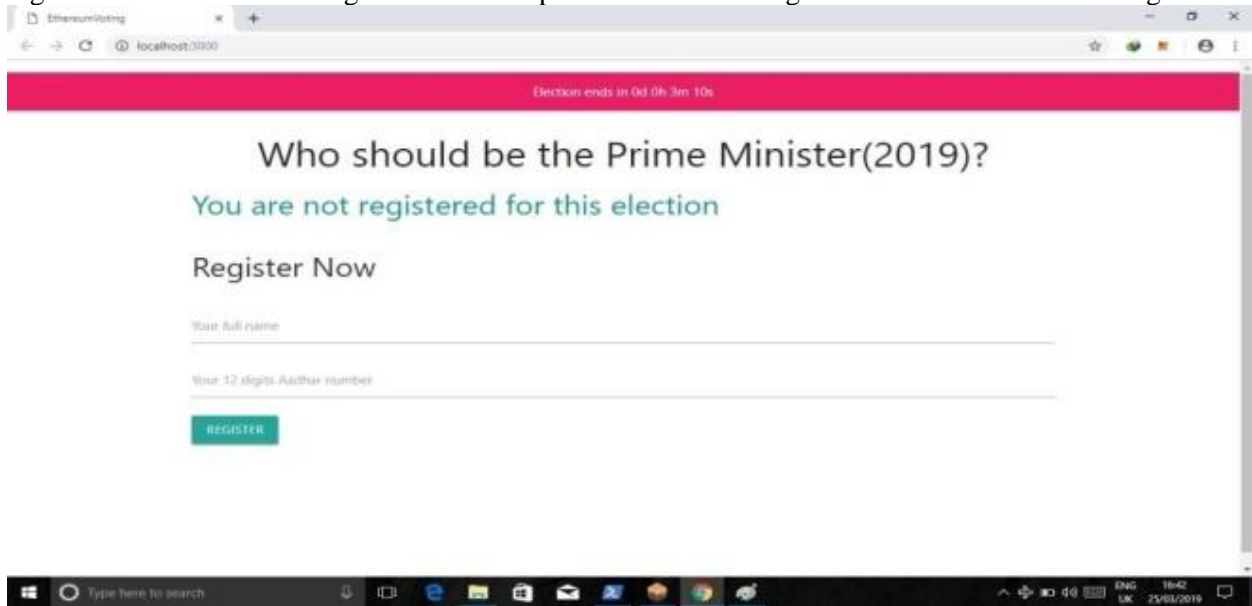 EthereumVoting
localhost:3000
Election ends in 0d 0h 3m 10s
Who should be the Prime Minister(2019)?
You are not registered for this election
Register Now
Your full name
Your 12 digits Aadhar number
REGISTER
Type here to search
ENG
UK
16:42
25/03/2019